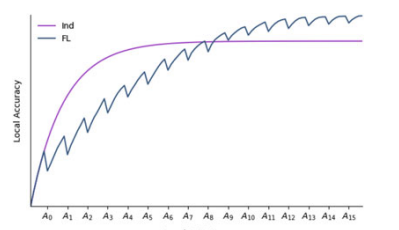 Ind
FL
Local Accuracy
A0 A1 A2 A3 A4 A5 A6 A7 A8 A9 A10 A11 A12 A13 A14 A15